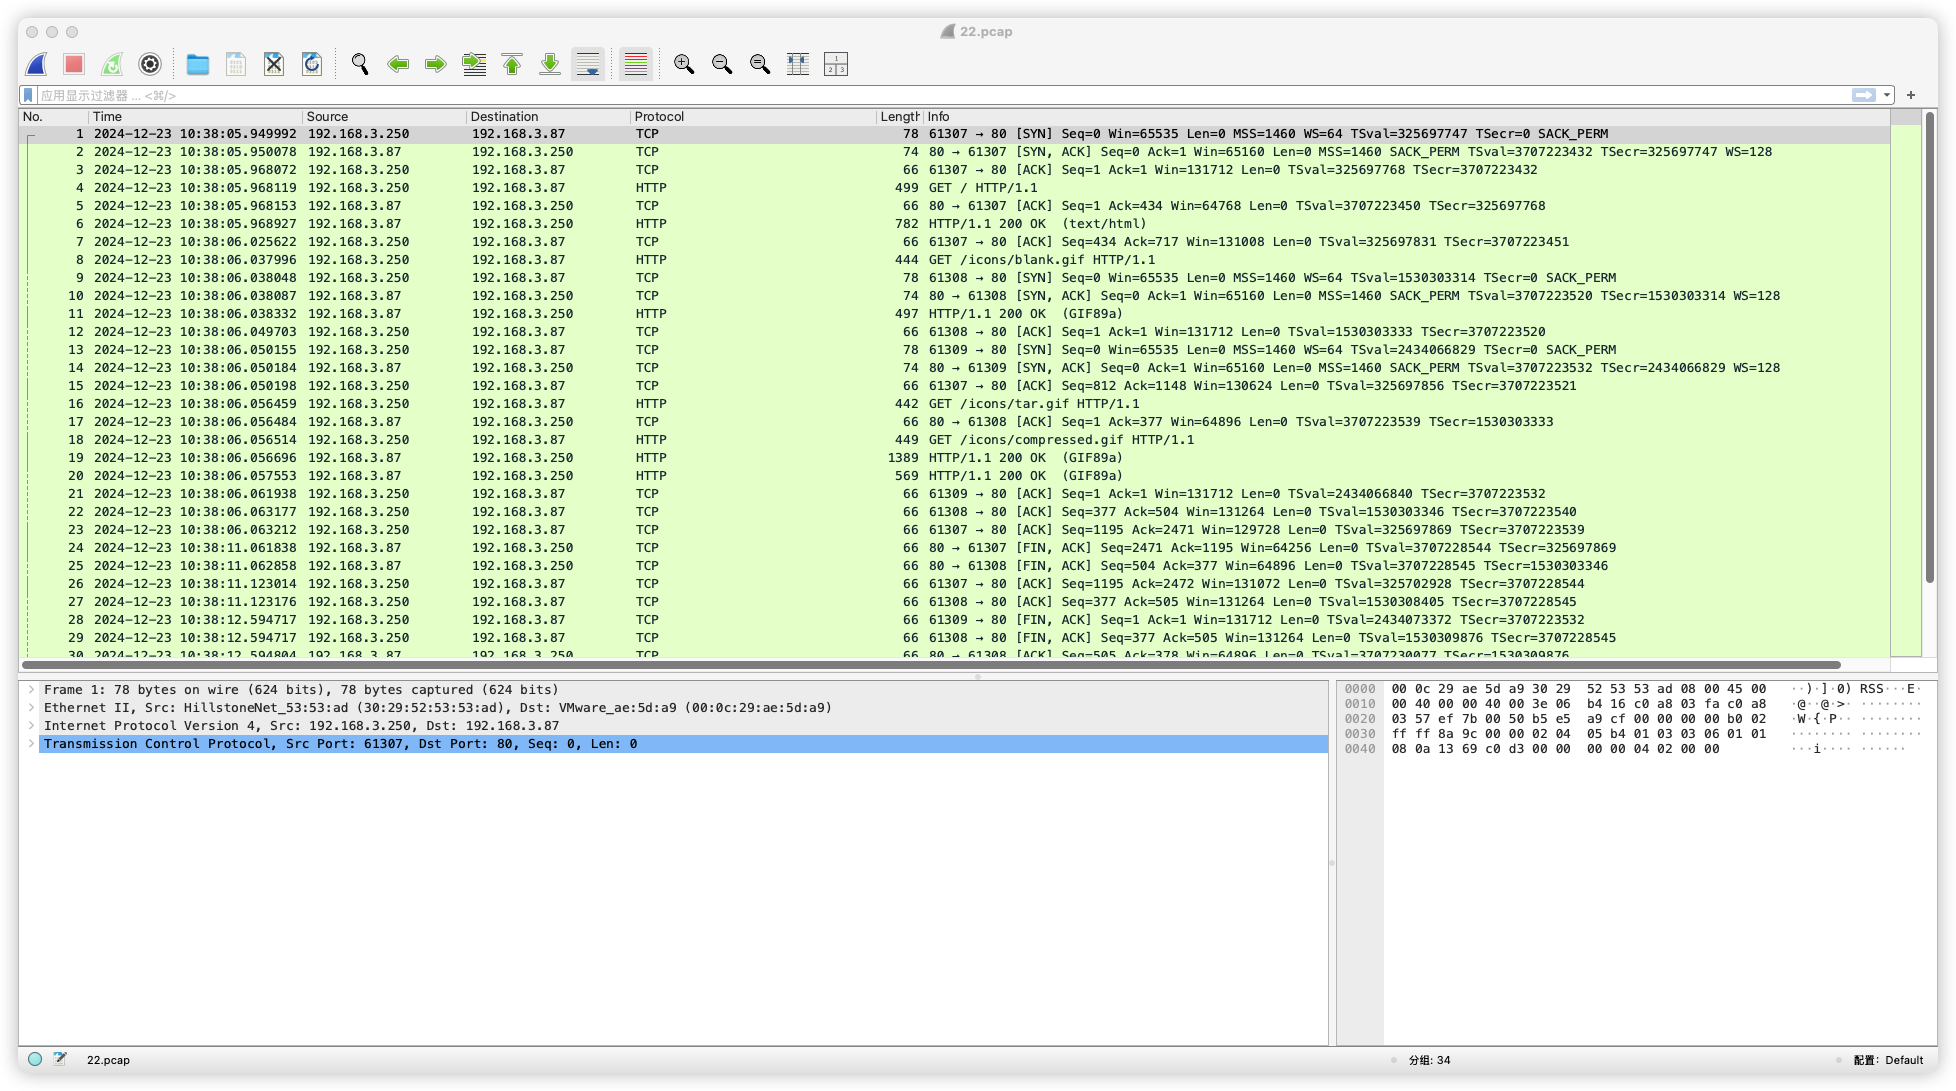 22.pcap
应用显示过滤器 … <⌘/>
No. Time Source Destination Protocol Length Info
1 2024-12-23 10:38:05.949992 192.168.3.250 192.168.3.87 TCP 78 61307 → 80 [SYN] Seq=0 Win=65535 Len=0 MSS=1460 WS=64 TSval=325697747 TSecr=0 SACK_PERM
2 2024-12-23 10:38:05.950078 192.168.3.87 192.168.3.250 TCP 74 80 → 61307 [SYN, ACK] Seq=0 Ack=1 Win=65160 Len=0 MSS=1460 SACK_PERM TSval=3707223432 TSecr=325697747 WS=128
3 2024-12-23 10:38:05.968072 192.168.3.250 192.168.3.87 TCP 66 61307 → 80 [ACK] Seq=1 Ack=1 Win=131712 Len=0 TSval=325697768 TSecr=3707223432
4 2024-12-23 10:38:05.968119 192.168.3.250 192.168.3.87 HTTP 499 GET / HTTP/1.1
5 2024-12-23 10:38:05.968153 192.168.3.87 192.168.3.250 TCP 66 80 → 61307 [ACK] Seq=1 Ack=434 Win=64768 Len=0 TSval=3707223450 TSecr=325697768
6 2024-12-23 10:38:05.968927 192.168.3.87 192.168.3.250 HTTP 782 HTTP/1.1 200 OK (text/html)
7 2024-12-23 10:38:06.025622 192.168.3.250 192.168.3.87 TCP 66 61307 → 80 [ACK] Seq=434 Ack=717 Win=131008 Len=0 TSval=325697831 TSecr=3707223451
8 2024-12-23 10:38:06.037996 192.168.3.250 192.168.3.87 HTTP 444 GET /icons/blank.gif HTTP/1.1
9 2024-12-23 10:38:06.038048 192.168.3.250 192.168.3.87 TCP 78 61308 → 80 [SYN] Seq=0 Win=65535 Len=0 MSS=1460 WS=64 TSval=1530303314 TSecr=0 SACK_PERM
10 2024-12-23 10:38:06.038087 192.168.3.87 192.168.3.250 TCP 74 80 → 61308 [SYN, ACK] Seq=0 Ack=1 Win=65160 Len=0 MSS=1460 SACK_PERM TSval=3707223520 TSecr=1530303314 WS=128
11 2024-12-23 10:38:06.038332 192.168.3.87 192.168.3.250 HTTP 497 HTTP/1.1 200 OK (GIF89a)
12 2024-12-23 10:38:06.049703 192.168.3.250 192.168.3.87 TCP 66 61308 → 80 [ACK] Seq=1 Ack=1 Win=131712 Len=0 TSval=1530303333 TSecr=3707223520
13 2024-12-23 10:38:06.050155 192.168.3.250 192.168.3.87 TCP 78 61309 → 80 [SYN] Seq=0 Win=65535 Len=0 MSS=1460 WS=64 TSval=2434066829 TSecr=0 SACK_PERM
14 2024-12-23 10:38:06.050184 192.168.3.87 192.168.3.250 TCP 74 80 → 61309 [SYN, ACK] Seq=0 Ack=1 Win=65160 Len=0 MSS=1460 SACK_PERM TSval=3707223532 TSecr=2434066829 WS=128
15 2024-12-23 10:38:06.050198 192.168.3.250 192.168.3.87 TCP 66 61307 → 80 [ACK] Seq=812 Ack=1148 Win=130624 Len=0 TSval=325697856 TSecr=3707223521
16 2024-12-23 10:38:06.056459 192.168.3.250 192.168.3.87 HTTP 442 GET /icons/tar.gif HTTP/1.1
17 2024-12-23 10:38:06.056484 192.168.3.87 192.168.3.250 TCP 66 80 → 61308 [ACK] Seq=1 Ack=377 Win=64896 Len=0 TSval=3707223539 TSecr=1530303333
18 2024-12-23 10:38:06.056514 192.168.3.250 192.168.3.87 HTTP 449 GET /icons/compressed.gif HTTP/1.1
19 2024-12-23 10:38:06.056696 192.168.3.87 192.168.3.250 HTTP 1389 HTTP/1.1 200 OK (GIF89a)
20 2024-12-23 10:38:06.057553 192.168.3.87 192.168.3.250 HTTP 569 HTTP/1.1 200 OK (GIF89a)
21 2024-12-23 10:38:06.061938 192.168.3.250 192.168.3.87 TCP 66 61309 → 80 [ACK] Seq=1 Ack=1 Win=131712 Len=0 TSval=2434066840 TSecr=3707223532
22 2024-12-23 10:38:06.063177 192.168.3.250 192.168.3.87 TCP 66 61308 → 80 [ACK] Seq=377 Ack=504 Win=131264 Len=0 TSval=1530303346 TSecr=3707223540
23 2024-12-23 10:38:06.063212 192.168.3.250 192.168.3.87 TCP 66 61307 → 80 [ACK] Seq=1195 Ack=2471 Win=129728 Len=0 TSval=325697869 TSecr=3707223539
24 2024-12-23 10:38:11.061838 192.168.3.87 192.168.3.250 TCP 66 80 → 61307 [FIN, ACK] Seq=2471 Ack=1195 Win=64256 Len=0 TSval=3707228544 TSecr=325697869
25 2024-12-23 10:38:11.062858 192.168.3.87 192.168.3.250 TCP 66 80 → 61308 [FIN, ACK] Seq=504 Ack=377 Win=64896 Len=0 TSval=3707228545 TSecr=1530303346
26 2024-12-23 10:38:11.123014 192.168.3.250 192.168.3.87 TCP 66 61307 → 80 [ACK] Seq=1195 Ack=2472 Win=131072 Len=0 TSval=325702928 TSecr=3707228544
27 2024-12-23 10:38:11.123176 192.168.3.250 192.168.3.87 TCP 66 61308 → 80 [ACK] Seq=377 Ack=505 Win=131264 Len=0 TSval=1530308405 TSecr=3707228545
28 2024-12-23 10:38:12.594717 192.168.3.250 192.168.3.87 TCP 66 61309 → 80 [FIN, ACK] Seq=1 Ack=1 Win=131712 Len=0 TSval=2434073372 TSecr=3707223532
29 2024-12-23 10:38:12.594717 192.168.3.250 192.168.3.87 TCP 66 61308 → 80 [FIN, ACK] Seq=377 Ack=505 Win=131264 Len=0 TSval=1530309876 TSecr=3707228545
30 2024-12-23 10:38:12.594804 192.168.3.87 192.168.3.250 TCP 66 80 → 61308 [ACK] Seq=505 Ack=378 Win=64896 Len=0 TSval=3707230077 TSecr=1530309876
Frame 1: 78 bytes on wire (624 bits), 78 bytes captured (624 bits)
Ethernet II, Src: HillstoneNet_53:53:ad (30:29:52:53:53:ad), Dst: VMware_ae:5d:a9 (00:0c:29:ae:5d:a9)
Internet Protocol Version 4, Src: 192.168.3.250, Dst: 192.168.3.87
Transmission Control Protocol, Src Port: 61307, Dst Port: 80, Seq: 0, Len: 0
0000 00 0c 29 ae 5d a9 30 29 52 53 53 ad 08 00 45 00 ··)·]·0) RSS···E·
0010 00 40 00 00 40 00 3e 06 b4 16 c0 a8 03 fa c0 a8 ·@··@·>· ········
0020 03 57 ef 7b 00 50 b5 e5 a9 cf 00 00 00 00 b0 02 ·W·{·P·· ········
0030 ff ff 8a 9c 00 00 02 04 05 b4 01 03 03 06 01 01 ········ ········
0040 08 0a 13 69 c0 d3 00 00 00 00 04 02 00 00 ···i···· ······
22.pcap 分组: 34 配置: Default